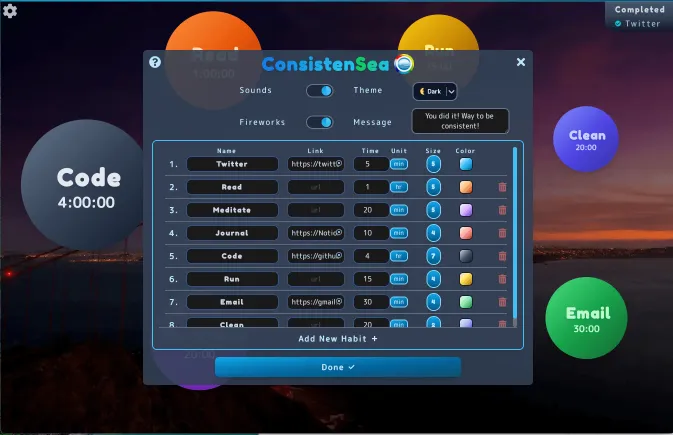 Completed
Twitter
Read
1:00:00
Run
ConsistenSea
Sounds
Theme
Dark
Fireworks
Message
You did it! Way to be
consistent!
Code
4:00:00
Clean
20:00
Name Link Time Unit Size Color
1. Twitter https://twitt 5 min
2. Read url 1 hr
3. Meditate url 20 min
4. Journal https://Notio 10 min 4
5. Code https://githu 4 hr 7
6. Run url 15 min 4
7. Email https://gmail 30 min 4
8. Clean url 20 min
Add New Habit +
Done
Email
30:00
20:00